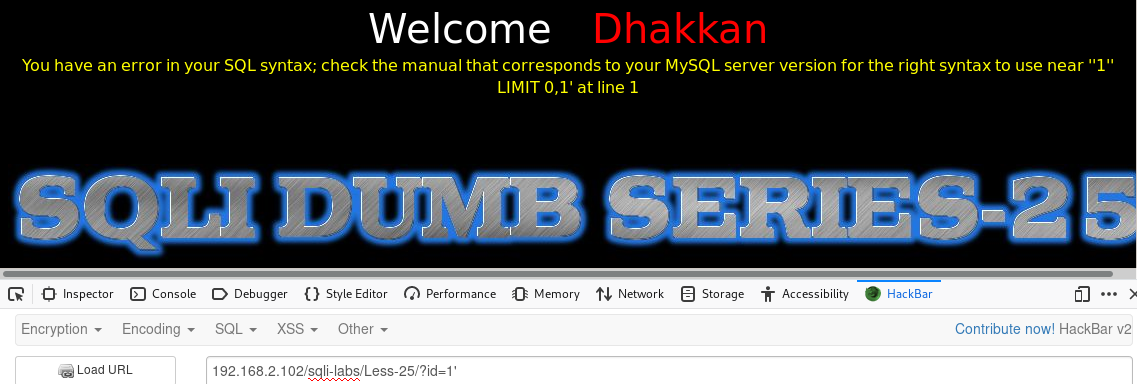 Welcome Dhakkan
You have an error in your SQL syntax; check the manual that corresponds to your MySQL server version for the right syntax to use near ''1''
LIMIT 0,1' at line 1
SQLI DUMB SERIES-25
Inspector Console Debugger Style Editor Performance Memory Network Storage Accessibility HackBar
Encryption Encoding SQL XSS Other Contribute now! HackBar v2
Load URL 192.168.2.102/sqli-labs/Less-25/?id=1'